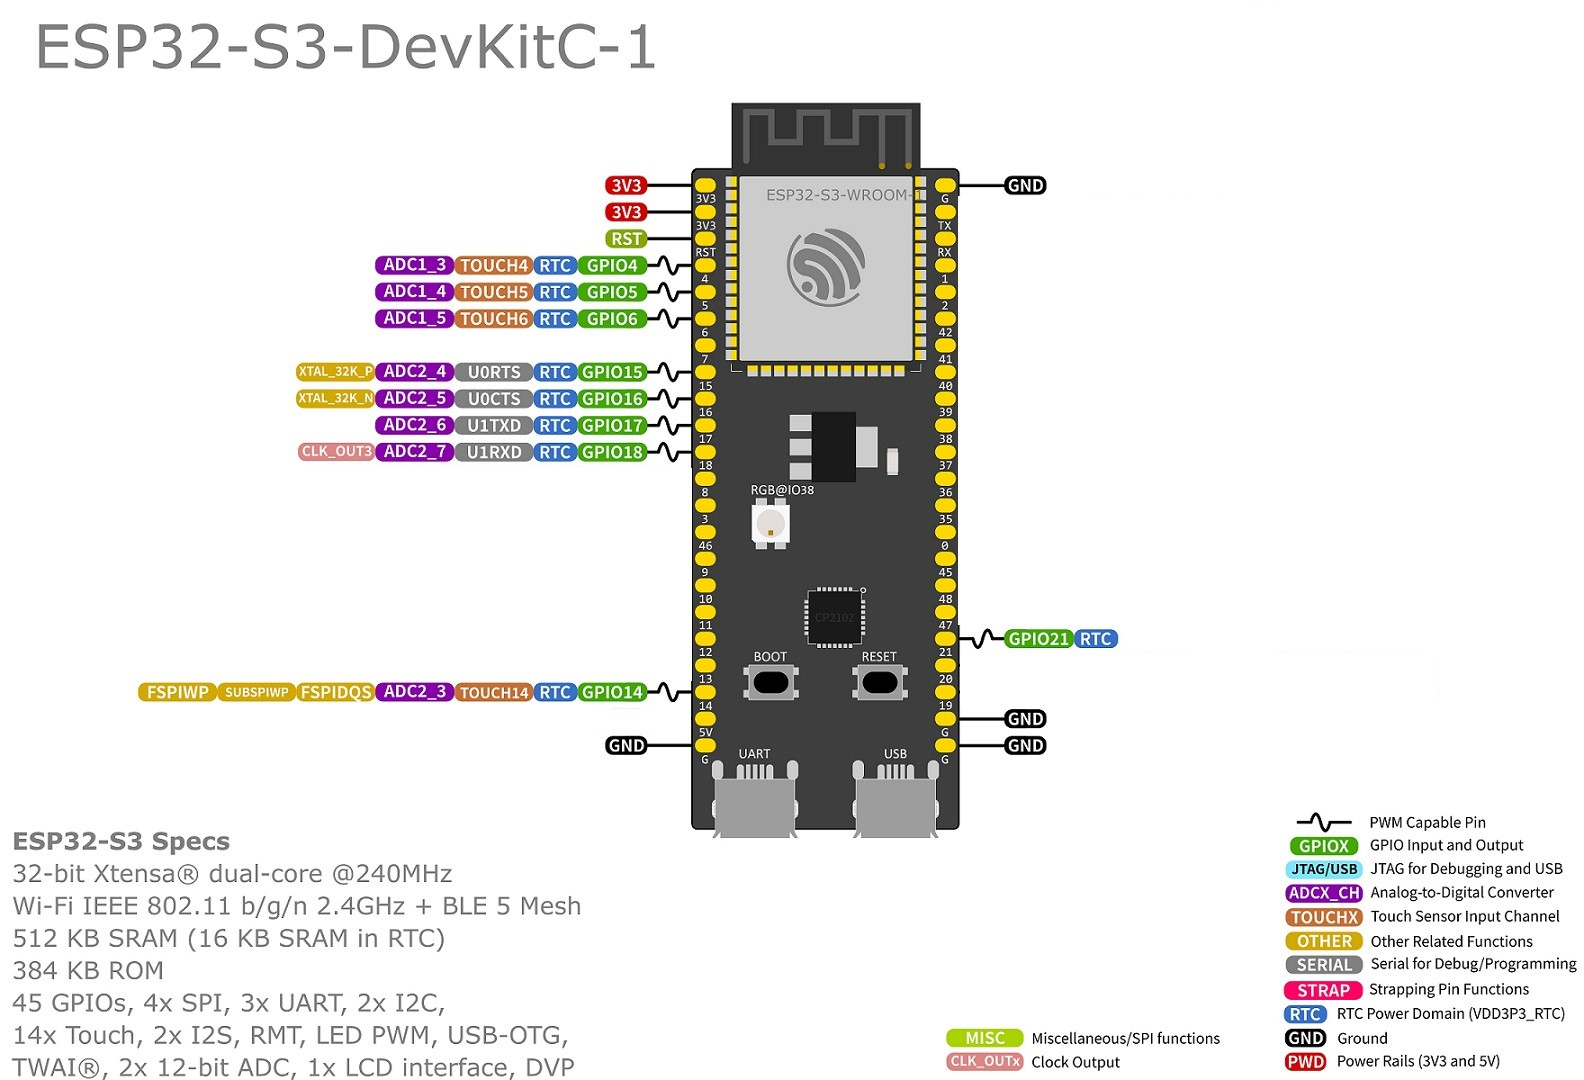 ESP32-S3-DevKitC-1
ESP32-S3-WROOM-1
3V3
3V3
RST
ADC1_3 TOUCH4 RTC GPIO4
ADC1_4 TOUCH5 RTC GPIO5
ADC1_5 TOUCH6 RTC GPIO6
XTAL_32K_P ADC2_4 U0RTS RTC GPIO15
XTAL_32K_N ADC2_5 U0CTS RTC GPIO16
ADC2_6 U1TXD RTC GPIO17
CLK_OUT3 ADC2_7 U1RXD RTC GPIO18
FSPIWP SUBSPIWP FSPIDQS ADC2_3 TOUCH14 RTC GPIO14
GND
3V3
3V3
RST
4
5
6
7
15
16
17
18
8
3
46
9
10
11
12
13
14
5V
G
RGB@IO38
CP2102
BOOT RESET
UART USB
G
TX
RX
1
2
42
41
40
39
38
37
36
35
0
45
48
47
21
20
19
G
G
GND
GPIO21 RTC
GND
GND
ESP32-S3 Specs
32-bit Xtensa® dual-core @240MHz
Wi-Fi IEEE 802.11 b/g/n 2.4GHz + BLE 5 Mesh
512 KB SRAM (16 KB SRAM in RTC)
384 KB ROM
45 GPIOs, 4x SPI, 3x UART, 2x I2C,
14x Touch, 2x I2S, RMT, LED PWM, USB-OTG,
TWAI®, 2x 12-bit ADC, 1x LCD interface, DVP
MISC Miscellaneous/SPI functions
CLK_OUTx Clock Output
PWM Capable Pin
GPIOX GPIO Input and Output
JTAG/USB JTAG for Debugging and USB
ADCX_CH Analog-to-Digital Converter
TOUCHX Touch Sensor Input Channel
OTHER Other Related Functions
SERIAL Serial for Debug/Programming
STRAP Strapping Pin Functions
RTC RTC Power Domain (VDD3P3_RTC)
GND Ground
PWD Power Rails (3V3 and 5V)